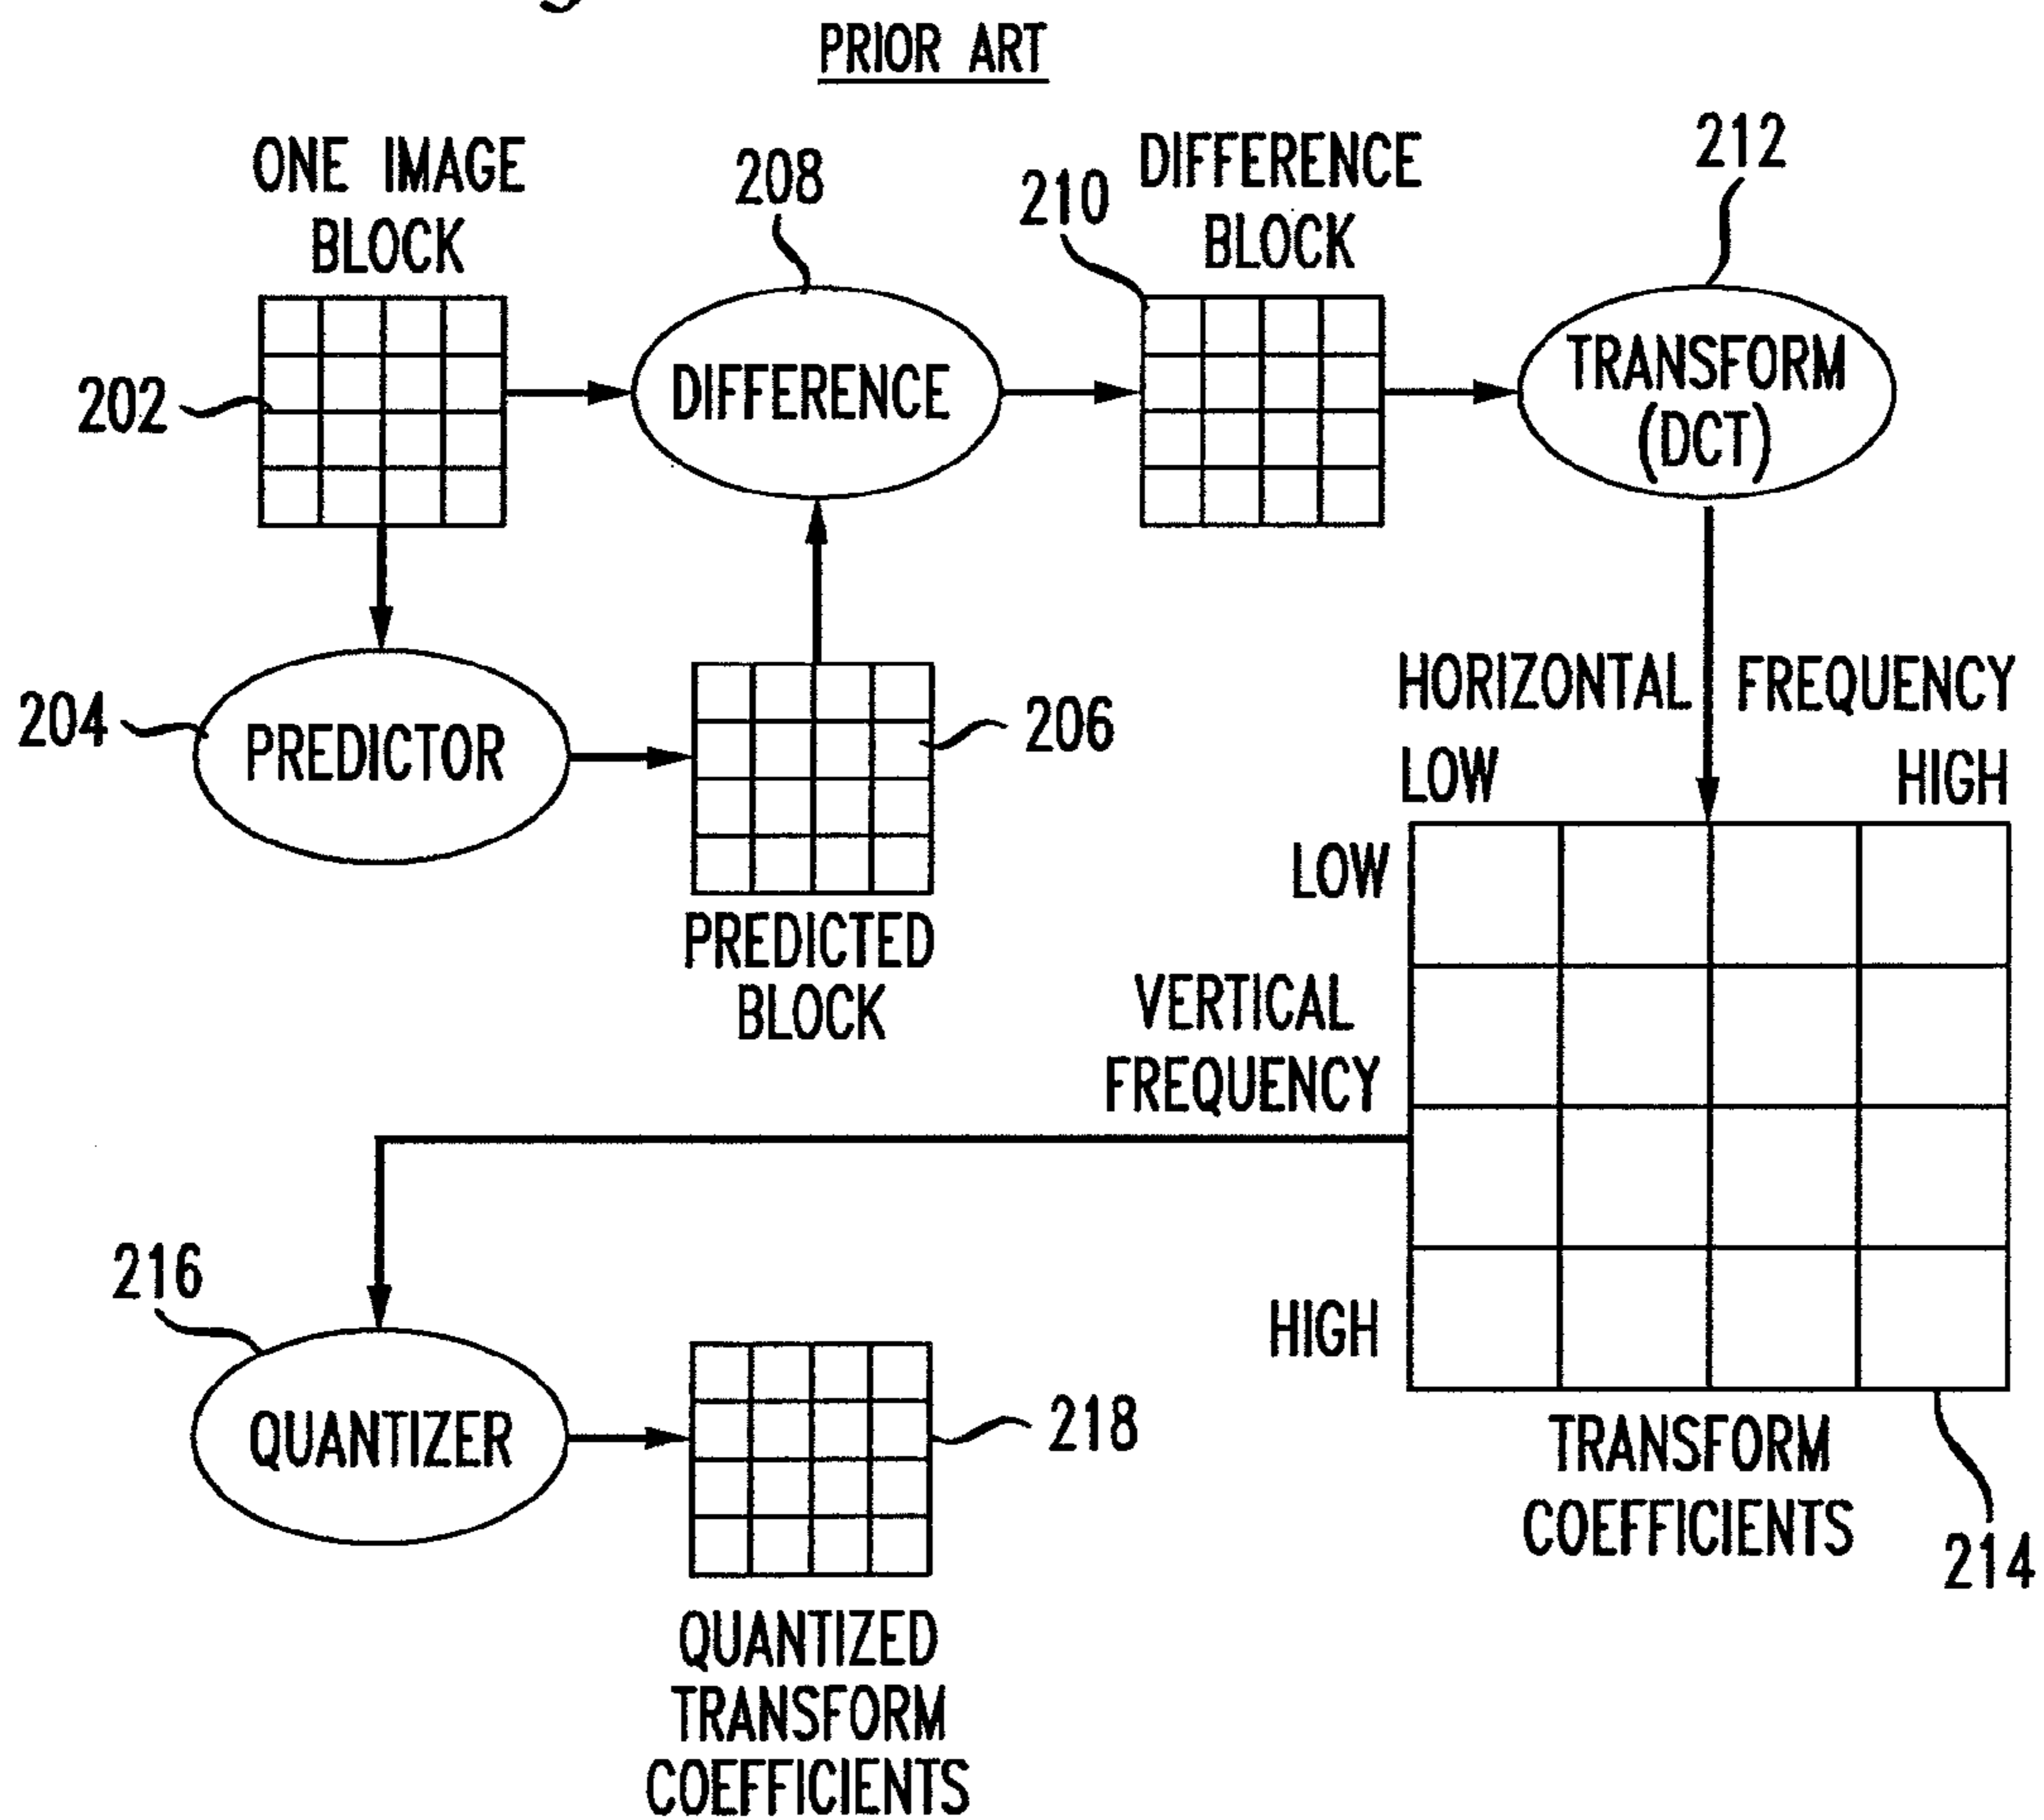 PRIOR ART
ONE IMAGE
BLOCK
208
210
DIFFERENCE
BLOCK
212
202
DIFFERENCE
TRANSFORM
(DCT)
204
PREDICTOR
206
PREDICTED
BLOCK
HORIZONTAL FREQUENCY
LOW HIGH
LOW
VERTICAL
FREQUENCY
HIGH
216
QUANTIZER
218
QUANTIZED
TRANSFORM
COEFFICIENTS
TRANSFORM
COEFFICIENTS
214